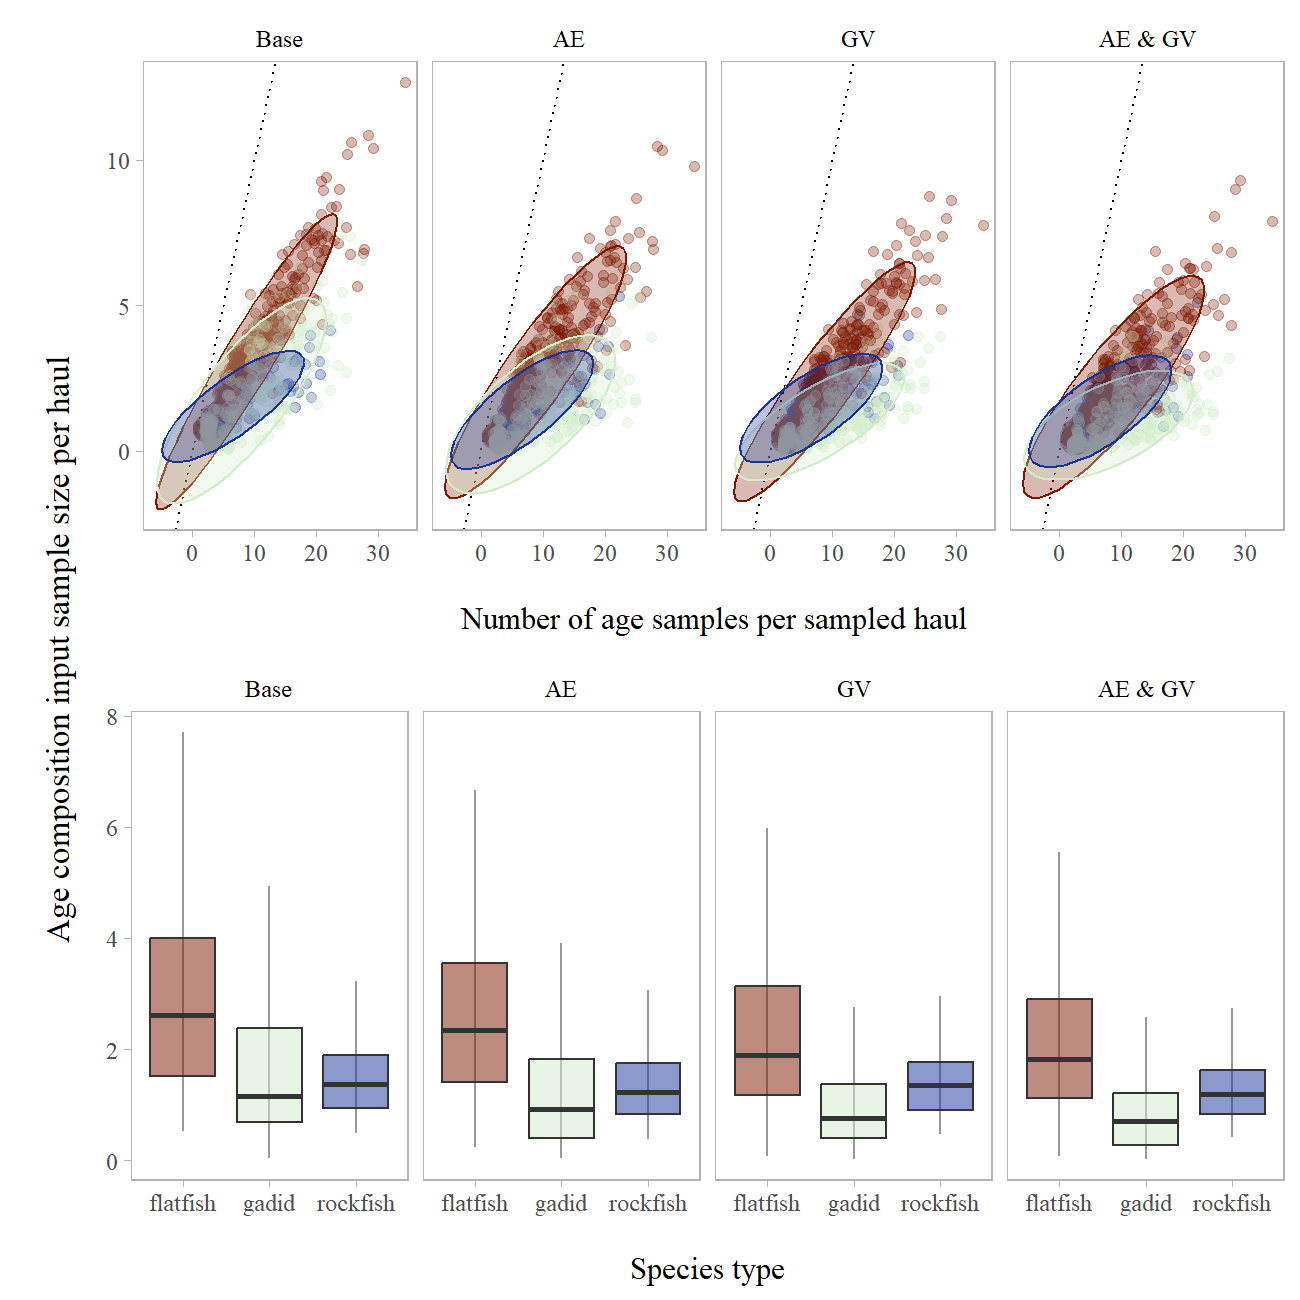 Base AE GV AE & GV
10
5
0
0 10 20 30 0 10 20 30 0 10 20 30 0 10 20 30
Number of age samples per sampled haul
Age composition input sample size per haul
Base AE GV AE & GV
8
6
4
2
0
flatfish gadid rockfish flatfish gadid rockfish flatfish gadid rockfish flatfish gadid rockfish
Species type